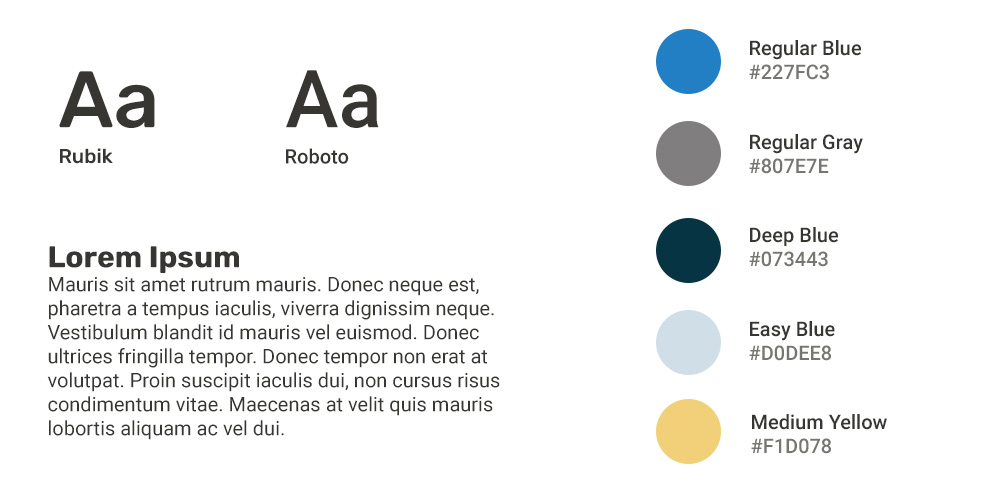 Aa
Rubik
Aa
Roboto
Lorem Ipsum
Mauris sit amet rutrum mauris. Donec neque est,
pharetra a tempus iaculis, viverra dignissim neque.
Vestibulum blandit id mauris vel euismod. Donec
ultrices fringilla tempor. Donec tempor non erat at
volutpat. Proin suscipit iaculis dui, non cursus risus
condimentum vitae. Maecenas at velit quis mauris
lobortis aliquam ac vel dui.
Regular Blue
#227FC3
Regular Gray
#807E7E
Deep Blue
#073443
Easy Blue
#D0DEE8
Medium Yellow
#F1D078